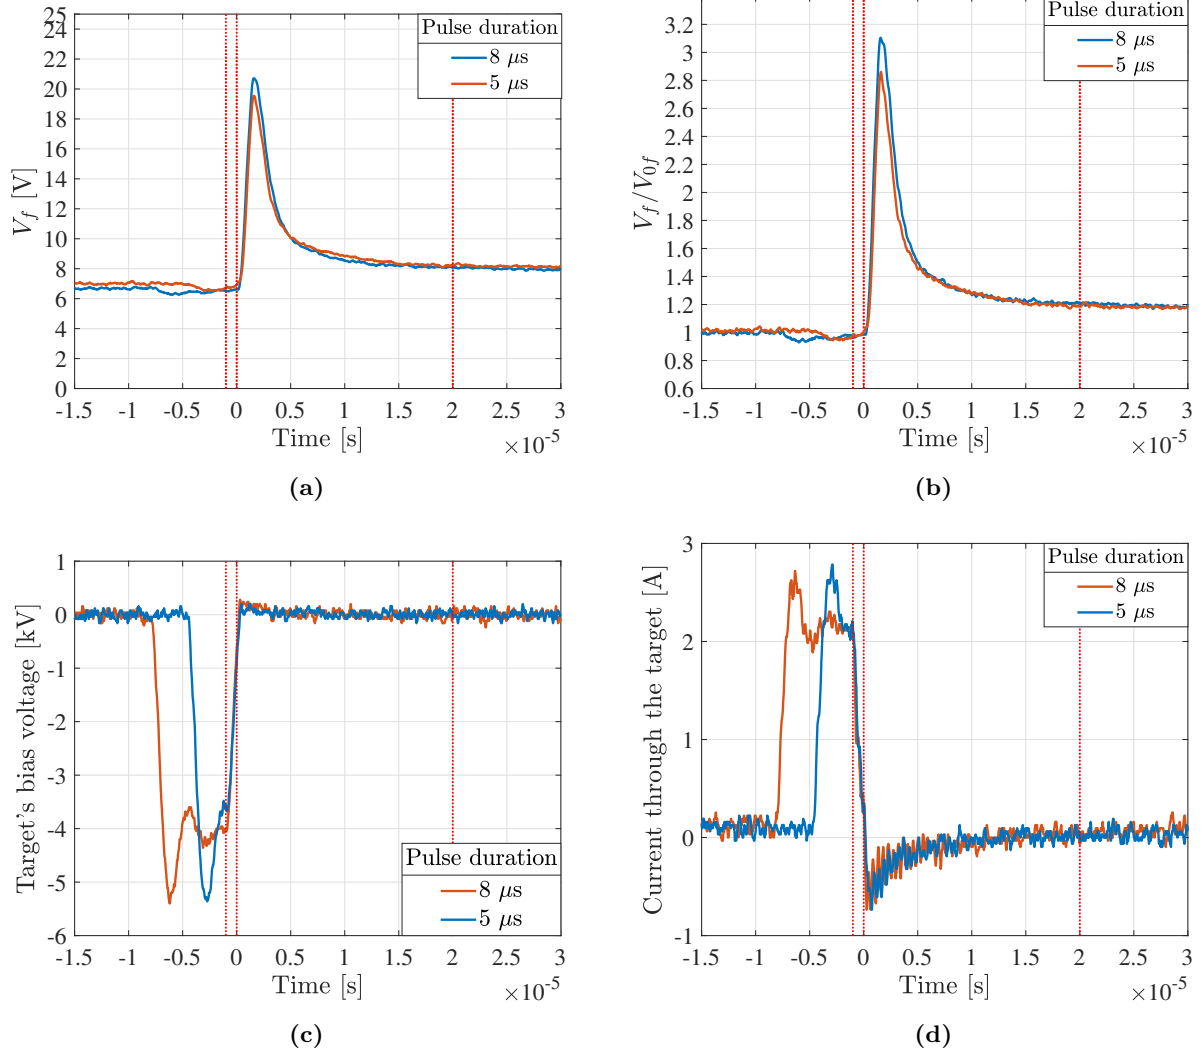 25
24
22
20
18
16
14
12
10
8
6
4
2
0
V_f [V]
Pulse duration
8 μs
5 μs
-1.5 -1 -0.5 0 0.5 1 1.5 2 2.5 3
Time [s]
×10⁻⁵
(a)
3.2
3
2.8
2.6
2.4
2.2
2
1.8
1.6
1.4
1.2
1
0.8
0.6
V_f/V_{0f}
Pulse duration
8 μs
5 μs
-1.5 -1 -0.5 0 0.5 1 1.5 2 2.5 3
Time [s]
×10⁻⁵
(b)
1
0
-1
-2
-3
-4
-5
-6
Target's bias voltage [kV]
Pulse duration
8 μs
5 μs
-1.5 -1 -0.5 0 0.5 1 1.5 2 2.5 3
Time [s]
×10⁻⁵
(c)
3
2
1
0
-1
Current through the target [A]
Pulse duration
8 μs
5 μs
-1.5 -1 -0.5 0 0.5 1 1.5 2 2.5 3
Time [s]
×10⁻⁵
(d)